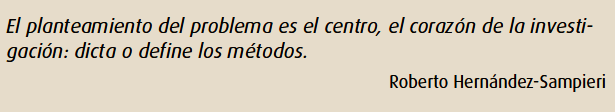 El planteamiento del problema es el centro, el corazón de la investi-
gación: dicta o define los métodos.
Roberto Hernández-Sampieri